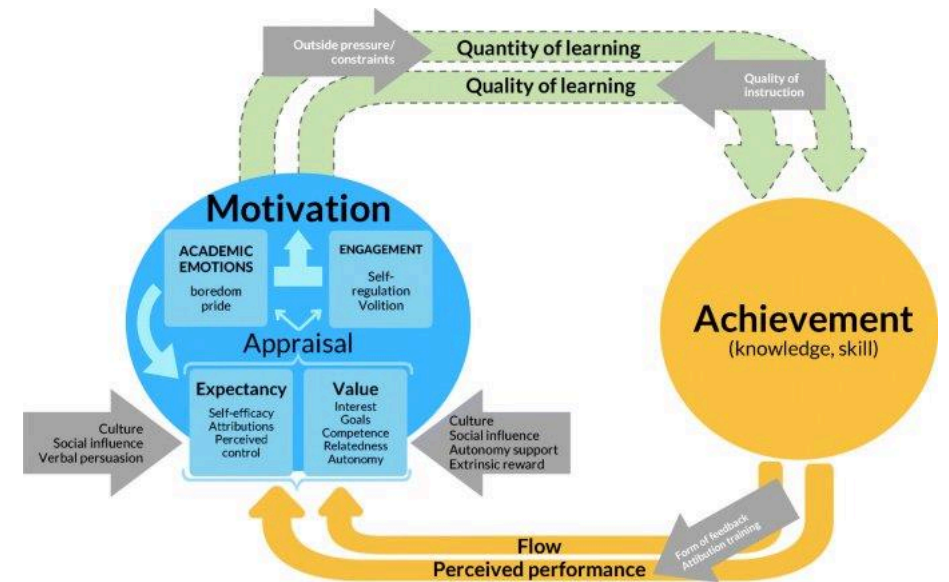 Outside pressure/
constraints
Quantity of learning
Quality of learning
Quality of
instruction
Motivation
ACADEMIC
EMOTIONS
boredom
pride
ENGAGEMENT
Self-
regulation
Volition
Appraisal
Expectancy
Self-efficacy
Attributions
Perceived
control
Value
Interest
Goals
Competence
Relatedness
Autonomy
Culture
Social influence
Verbal persuasion
Culture
Social influence
Autonomy support
Extrinsic reward
Achievement
(knowledge, skill)
Form of feedback
Attibution training
Flow
Perceived performance